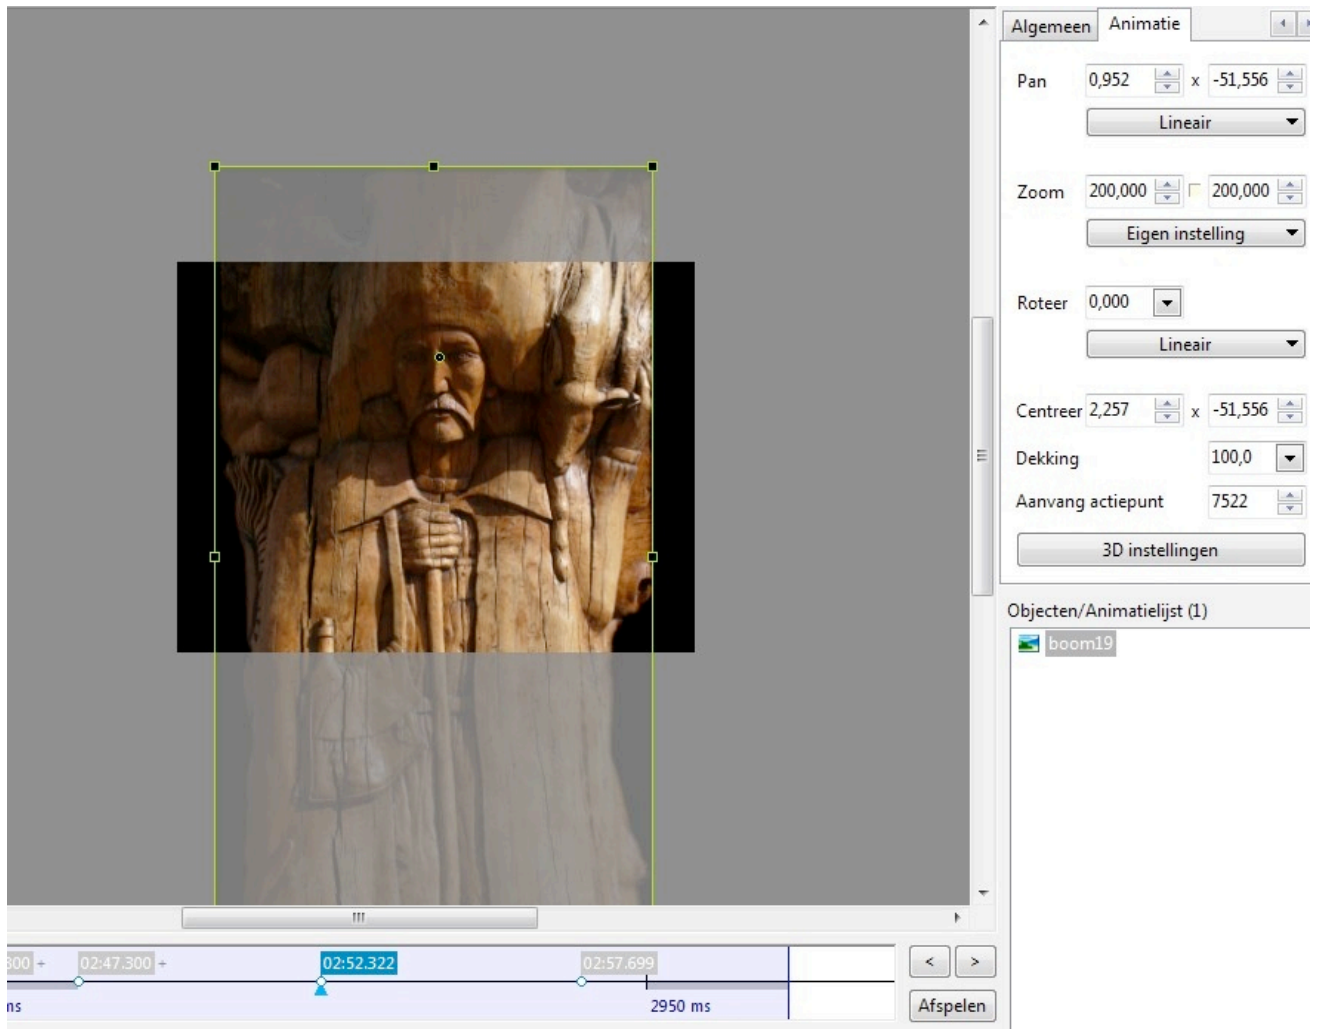 Algemeen Animatie
Pan 0,952 x -51,556
Lineair
Zoom 200,000 200,000
Eigen instelling
Roteer 0,000
Lineair
Centreer 2,257 x -51,556
Dekking 100,0
Aanvang actiepunt 7522
3D instellingen
Objecten/Animatielijst (1)
boom19
02:47.300 + 02:52.322 02:57.699 < >
ms 2950 ms Afspelen